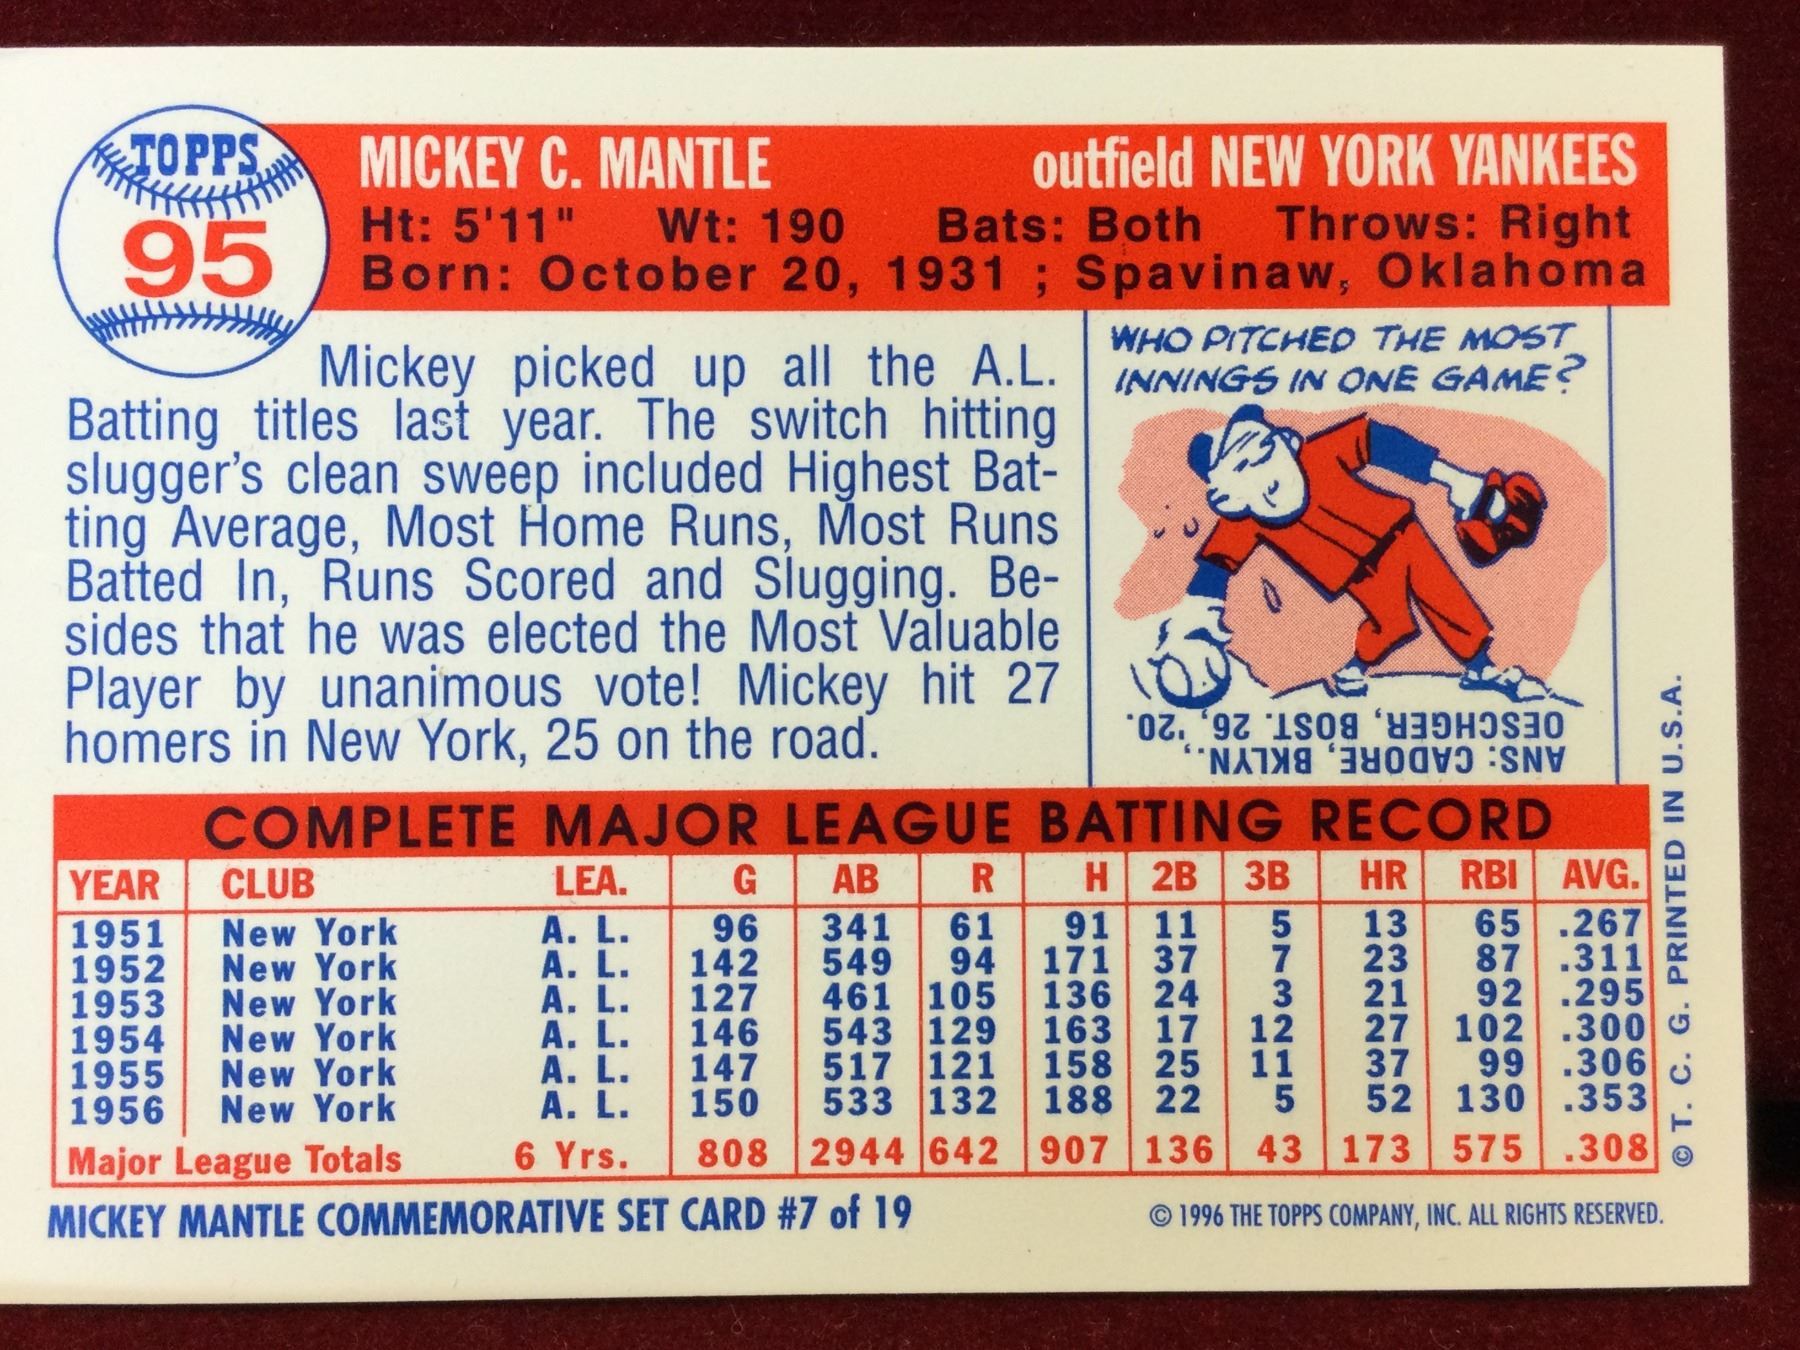 TOPPS
95
MICKEY C. MANTLE outfield NEW YORK YANKEES
Ht: 5'11" Wt: 190 Bats: Both Throws: Right
Born: October 20, 1931 ; Spavinaw, Oklahoma
Mickey picked up all the A.L.
Batting titles last year. The switch hitting
slugger's clean sweep included Highest Bat-
ting Average, Most Home Runs, Most Runs
Batted In, Runs Scored and Slugging. Be-
sides that he was elected the Most Valuable
Player by unanimous vote! Mickey hit 27
homers in New York, 25 on the road.
WHO PITCHED THE MOST
INNINGS IN ONE GAME?
ANS: CADORE, BKLYN.,
OESCHGER, BOST. 26, '20.
COMPLETE MAJOR LEAGUE BATTING RECORD
YEAR CLUB LEA. G AB R H 2B 3B HR RBI AVG.
1951 New York A. L. 96 341 61 91 11 5 13 65 .267
1952 New York A. L. 142 549 94 171 37 7 23 87 .311
1953 New York A. L. 127 461 105 136 24 3 21 92 .295
1954 New York A. L. 146 543 129 163 17 12 27 102 .300
1955 New York A. L. 147 517 121 158 25 11 37 99 .306
1956 New York A. L. 150 533 132 188 22 5 52 130 .353
Major League Totals 6 Yrs. 808 2944 642 907 136 43 173 575 .308
MICKEY MANTLE COMMEMORATIVE SET CARD #7 of 19
© 1996 THE TOPPS COMPANY, INC. ALL RIGHTS RESERVED.
© T. C. G. PRINTED IN U.S.A.